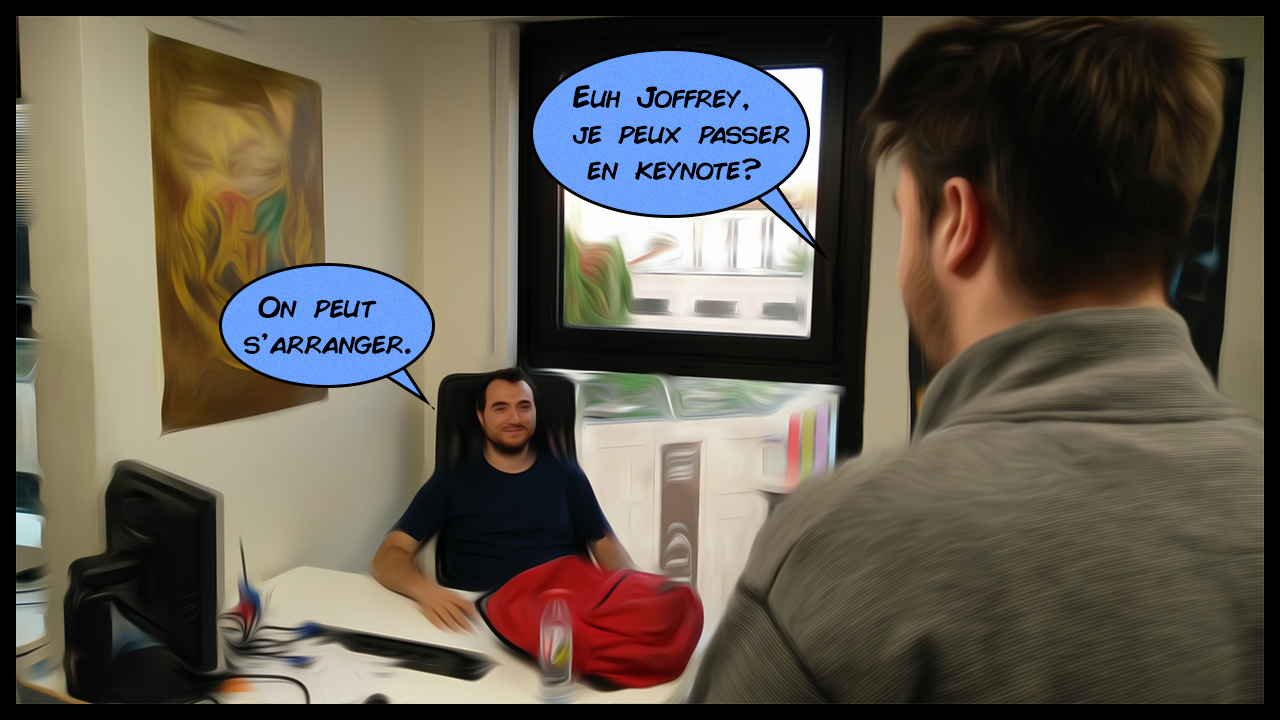 Euh Joffrey,
je peux passer
en keynote?
On peut
s'arranger.